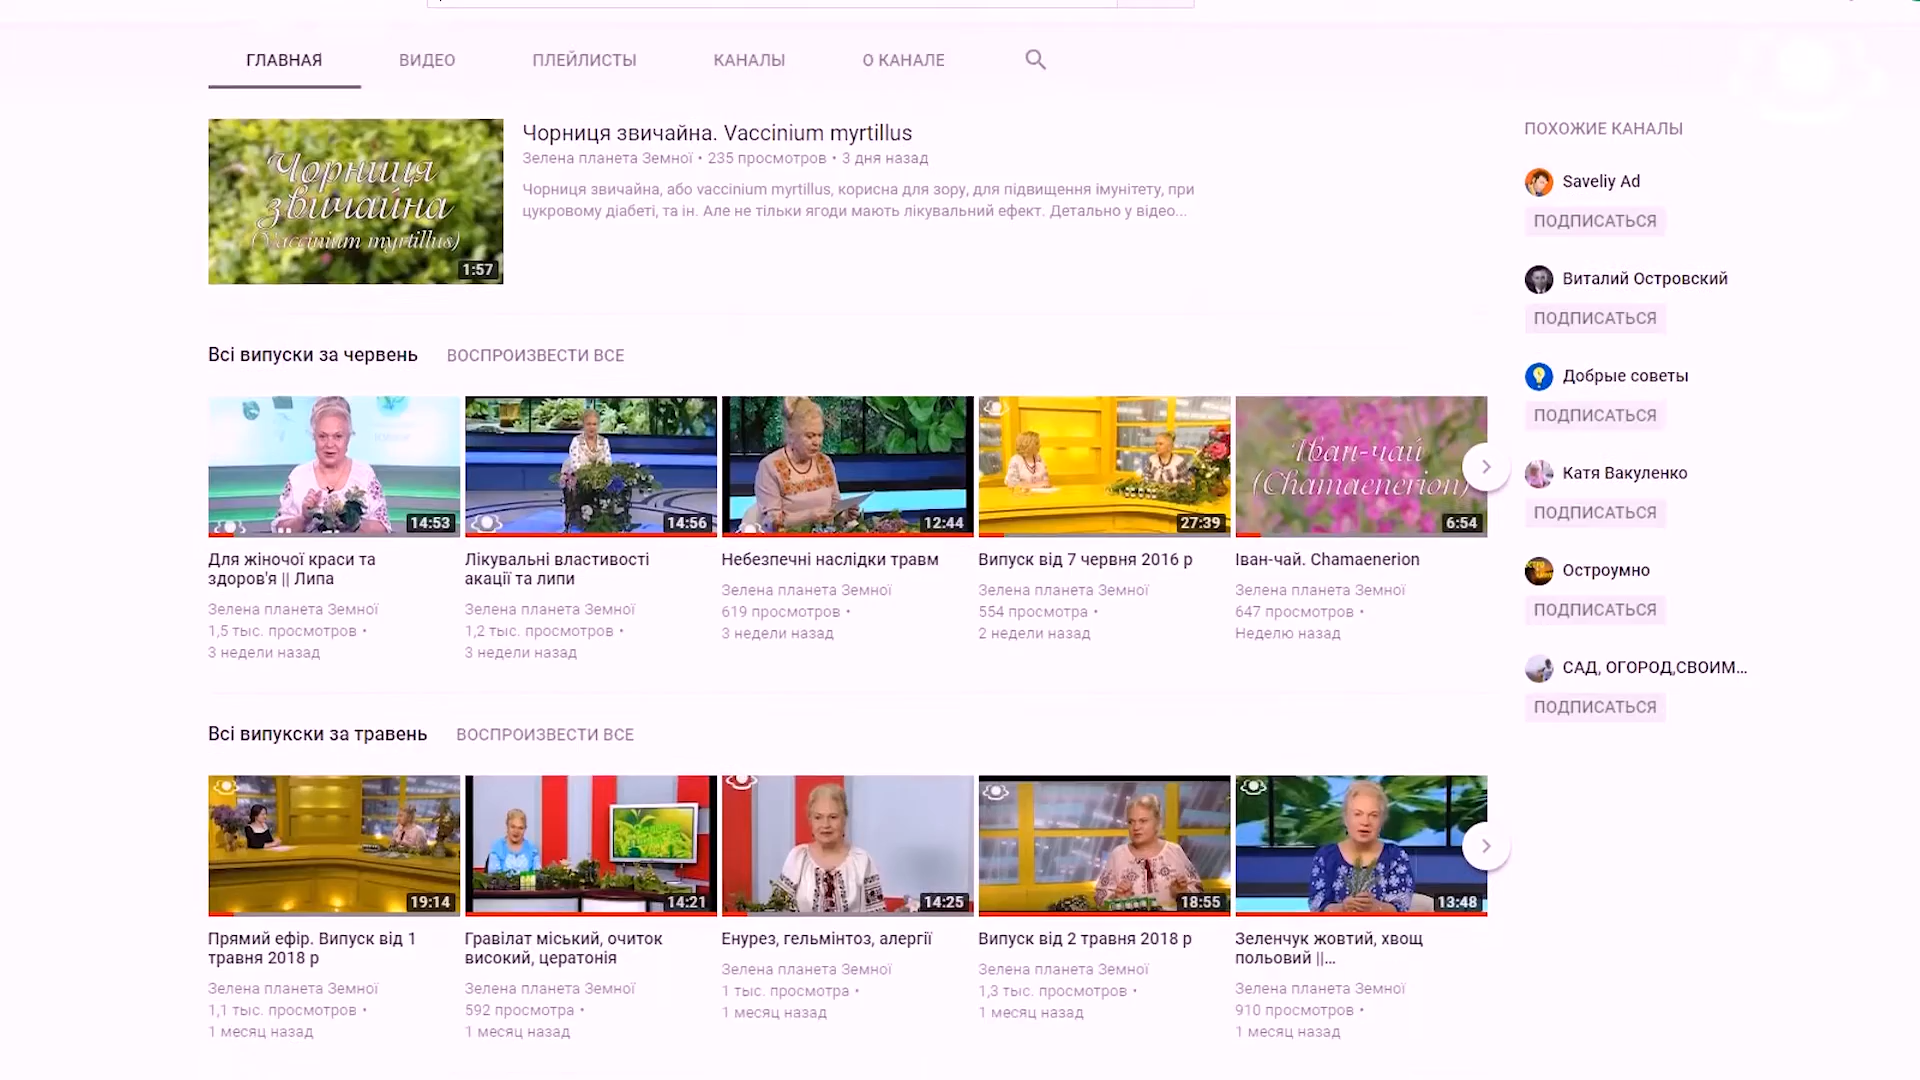 ГЛАВНАЯ
ВИДЕО
ПЛЕЙЛИСТЫ
КАНАЛЫ
О КАНАЛЕ
Чорниця
звичайна
(Vaccinium myrtillus)
1:57
Чорниця звичайна. Vaccinium myrtillus
Зелена планета Земної • 235 просмотров • 3 дня назад
Чорниця звичайна, або vaccinium myrtillus, корисна для зору, для підвищення імунітету, при
цукровому діабеті, та ін. Але не тільки ягоди мають лікувальний ефект. Детально у відео...
Всі випуски за червень
ВОСПРОИЗВЕСТИ ВСЕ
14:53
Для жіночої краси та
здоров'я || Липа
Зелена планета Земної
1,5 тыс. просмотров •
3 недели назад
14:56
Лікувальні властивості
акації та липи
Зелена планета Земної
1,2 тыс. просмотров •
3 недели назад
12:44
Небезпечні наслідки травм
Зелена планета Земної
619 просмотров •
3 недели назад
27:39
Випуск від 7 червня 2016 р
Зелена планета Земної
554 просмотра •
2 недели назад
Іван-чай
(Chamaenerion)
6:54
Іван-чай. Chamaenerion
Зелена планета Земної
647 просмотров •
Неделю назад
Всі випукски за травень
ВОСПРОИЗВЕСТИ ВСЕ
19:14
Прямий ефір. Випуск від 1
травня 2018 р
Зелена планета Земної
1,1 тыс. просмотров •
1 месяц назад
14:21
Гравілат міський, очиток
високий, цератонія
Зелена планета Земної
592 просмотра •
1 месяц назад
14:25
Енурез, гельмінтоз, алергії
Зелена планета Земної
1 тыс. просмотра •
1 месяц назад
18:55
Випуск від 2 травня 2018 р
Зелена планета Земної
1,3 тыс. просмотров •
1 месяц назад
13:48
Зеленчук жовтий, хвощ
польовий ||...
Зелена планета Земної
910 просмотров •
1 месяц назад
ПОХОЖИЕ КАНАЛЫ
Saveliy Ad
ПОДПИСАТЬСЯ
Виталий Островский
ПОДПИСАТЬСЯ
Добрые советы
ПОДПИСАТЬСЯ
Катя Вакуленко
ПОДПИСАТЬСЯ
Остроумно
ПОДПИСАТЬСЯ
САД, ОГОРОД,СВОИМ...
ПОДПИСАТЬСЯ